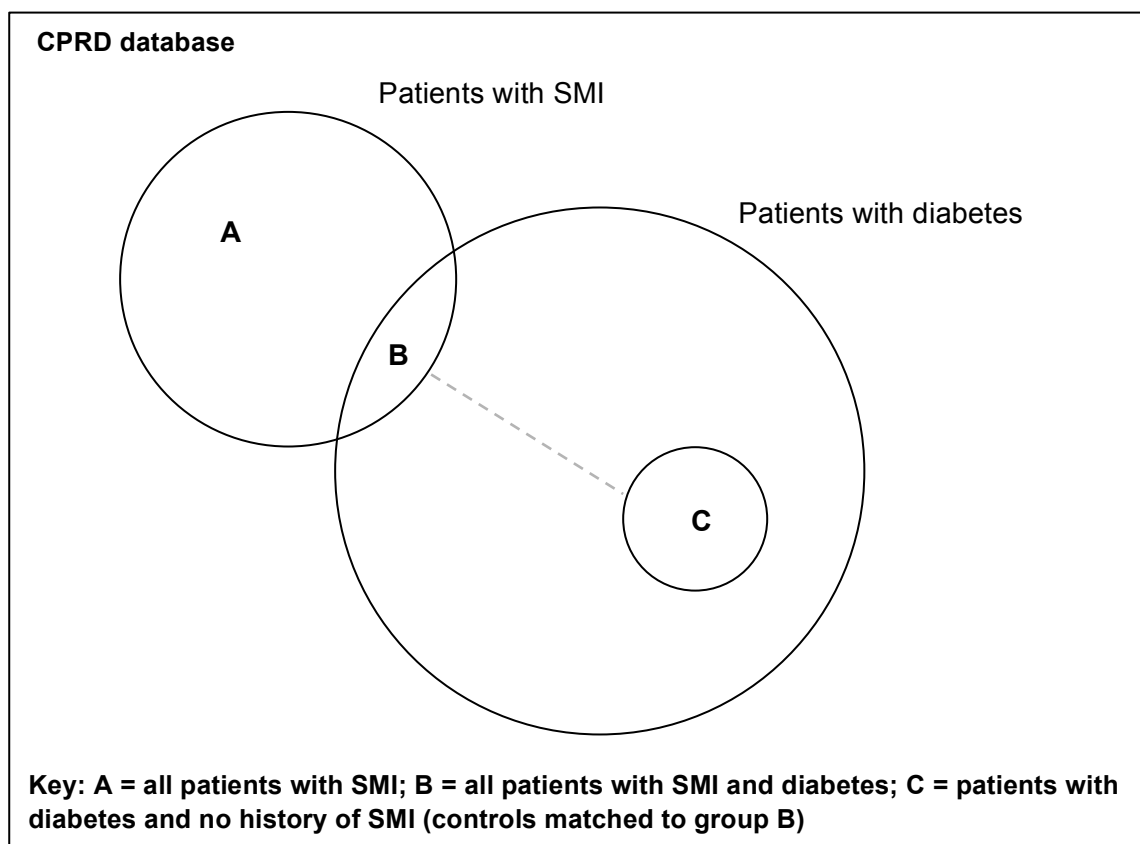 CPRD database
Patients with SMI
Patients with diabetes
A
B
C
Key: A = all patients with SMI; B = all patients with SMI and diabetes; C = patients with
diabetes and no history of SMI (controls matched to group B)